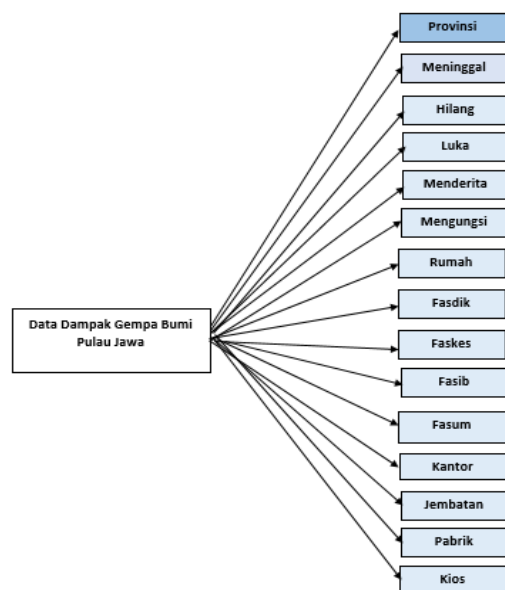 Provinsi
Meninggal
Hilang
Luka
Menderita
Mengungsi
Rumah
Data Dampak Gempa Bumi
Pulau Jawa
Fasdik
Faskes
Fasib
Fasum
Kantor
Jembatan
Pabrik
Kios